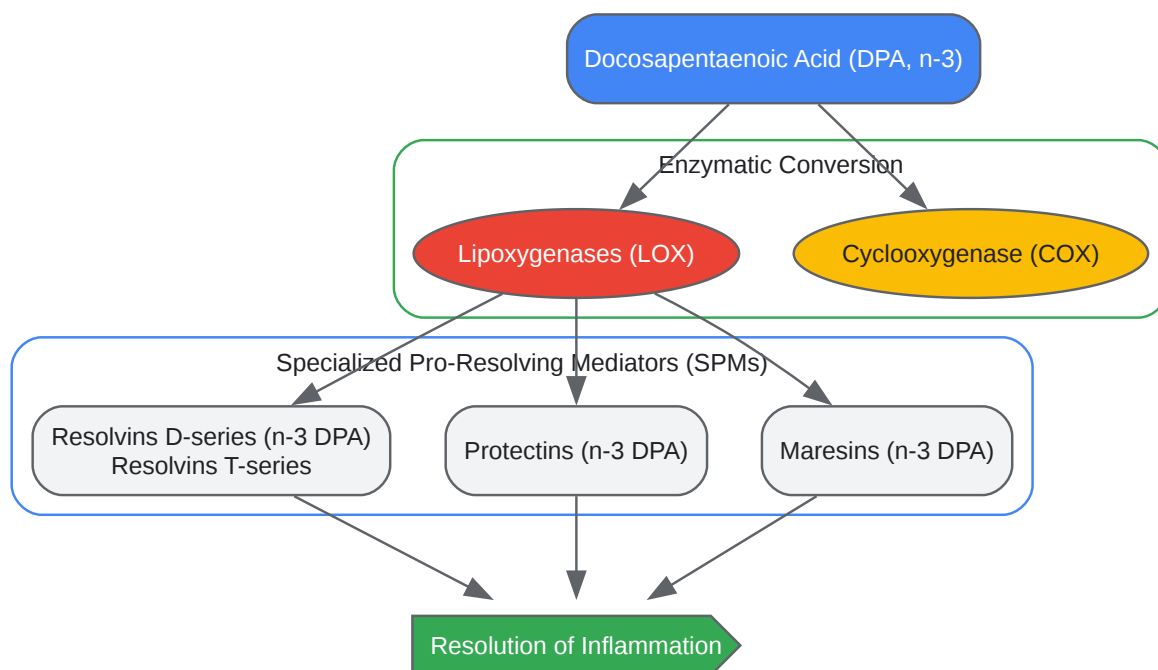 Docosapentaenoic Acid (DPA, n-3)
Enzymatic Conversion
Lipoxygenases (LOX)
Cyclooxygenase (COX)
Specialized Pro-Resolving Mediators (SPMs)
Resolvins D-series (n-3 DPA)
Resolvins T-series
Protectins (n-3 DPA)
Maresins (n-3 DPA)
Resolution of Inflammation